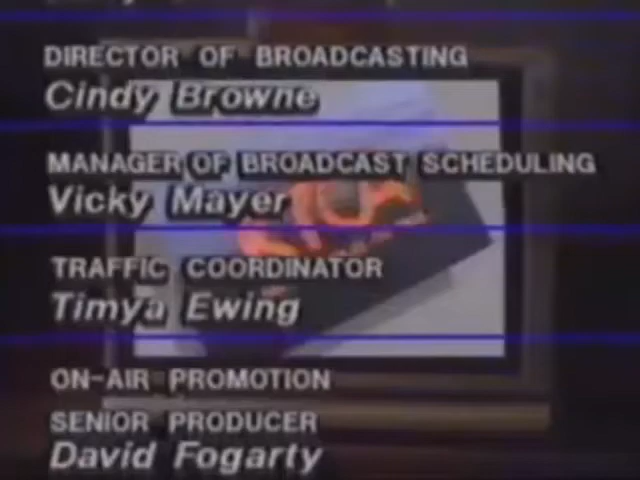 DIRECTOR OF BROADCASTING
Cindy Browne
MANAGER OF BROADCAST SCHEDULING
Vicky Mayer
TRAFFIC COORDINATOR
Timya Ewing
ON-AIR PROMOTION
SENIOR PRODUCER
David Fogarty